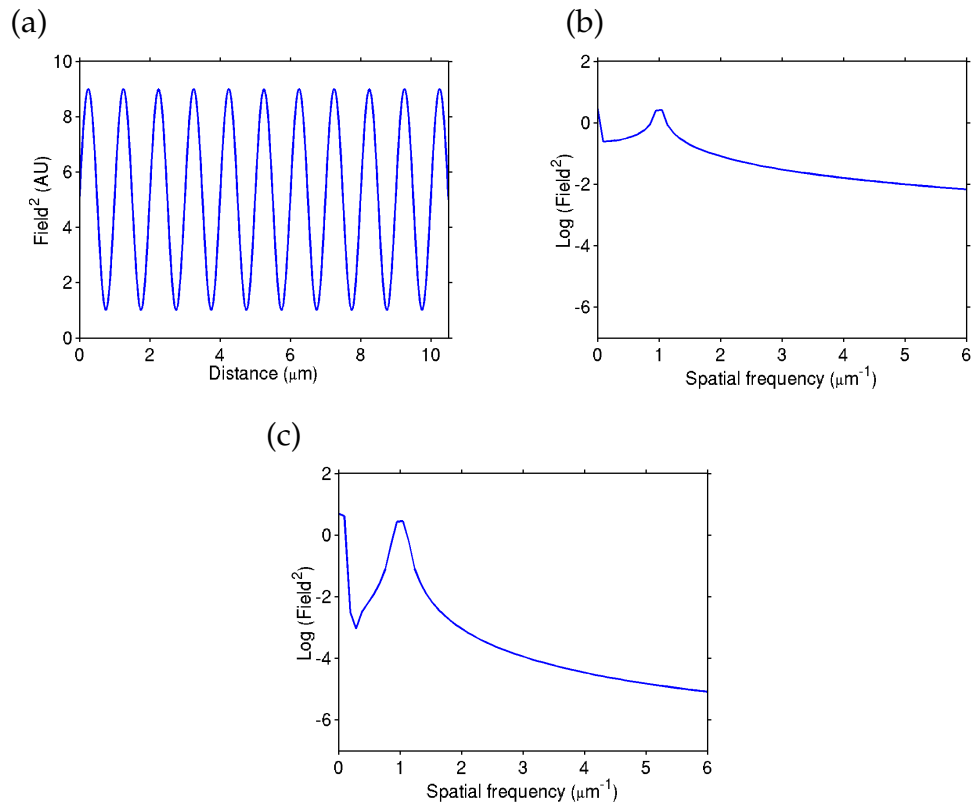 (a)
10
8
6
4
2
0
Field² (AU)
0 2 4 6 8 10
Distance (μm)
(b)
2
0
-2
-4
-6
Log (Field²)
0 1 2 3 4 5 6
Spatial frequency (μm⁻¹)
(c)
2
0
-2
-4
-6
Log (Field²)
0 1 2 3 4 5 6
Spatial frequency (μm⁻¹)